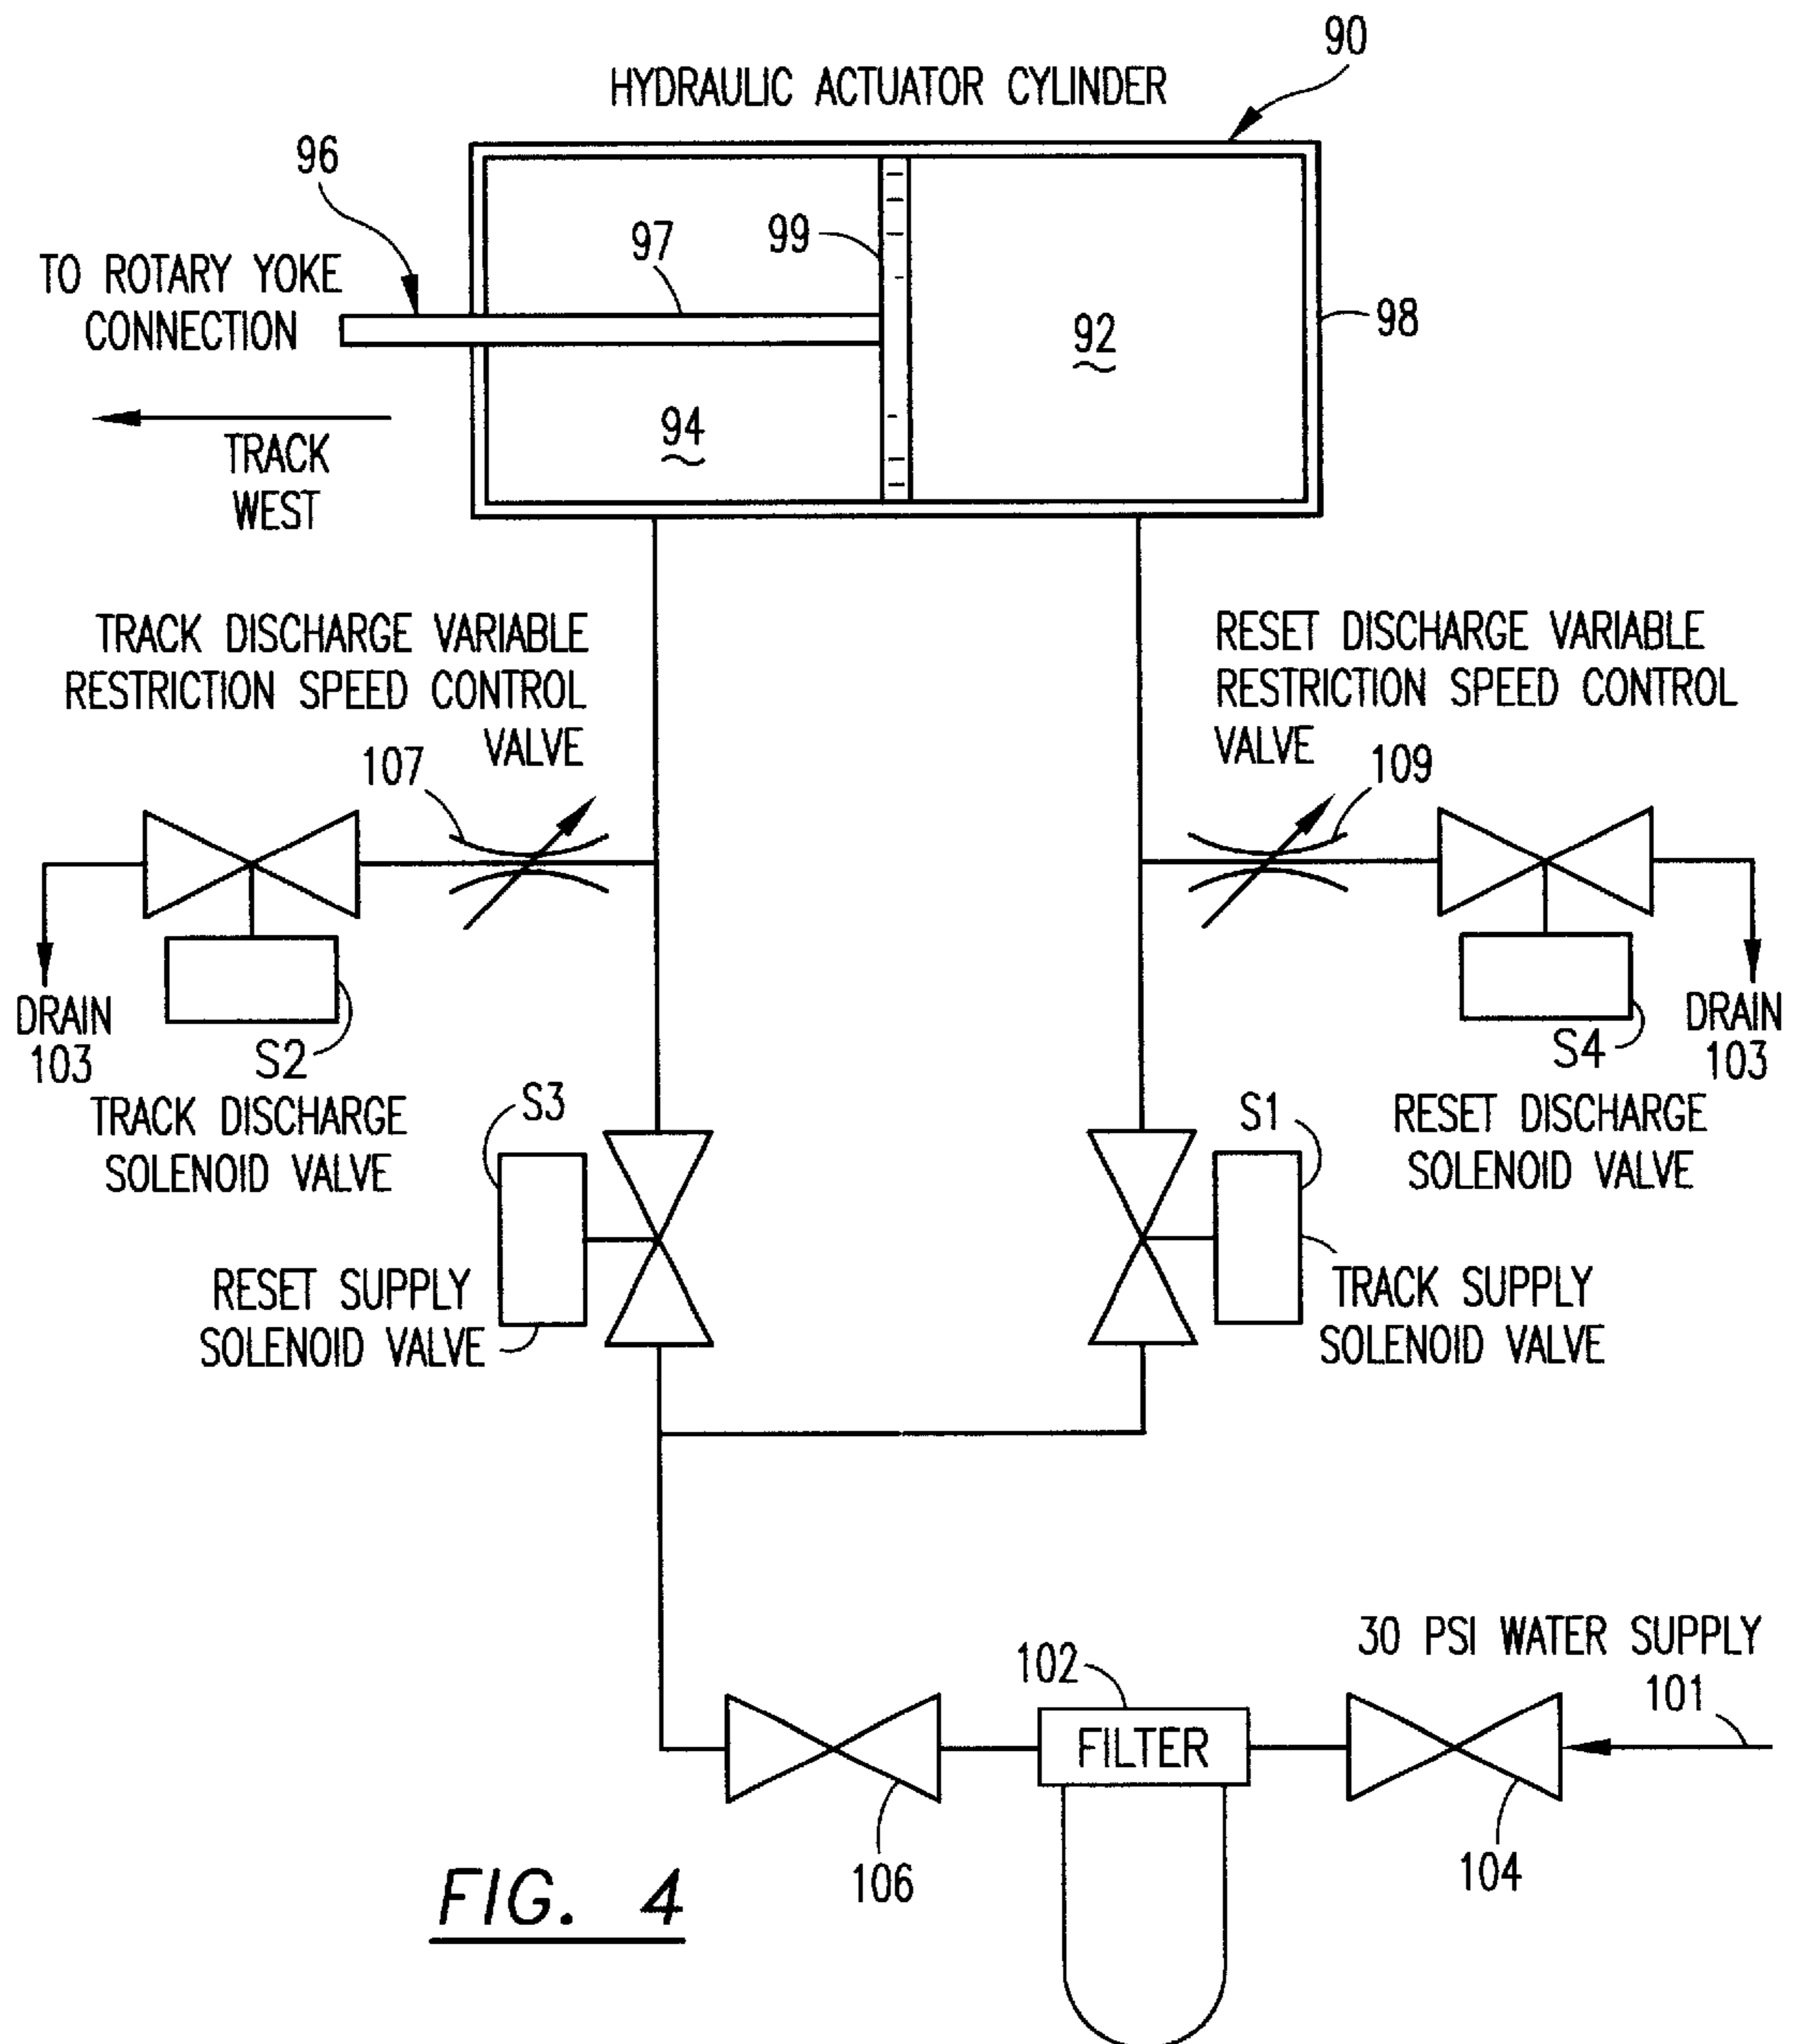 90
HYDRAULIC ACTUATOR CYLINDER
96
97
99
TO ROTARY YOKE
CONNECTION
92
98
94
TRACK
WEST
TRACK DISCHARGE VARIABLE
RESTRICTION SPEED CONTROL
VALVE
RESET DISCHARGE VARIABLE
RESTRICTION SPEED CONTROL
VALVE
107
109
DRAIN
103
S2
TRACK DISCHARGE
SOLENOID VALVE
S4
DRAIN
103
RESET DISCHARGE
SOLENOID VALVE
S3
S1
RESET SUPPLY
SOLENOID VALVE
TRACK SUPPLY
SOLENOID VALVE
30 PSI WATER SUPPLY
101
102
FILTER
106
104
FIG. 4